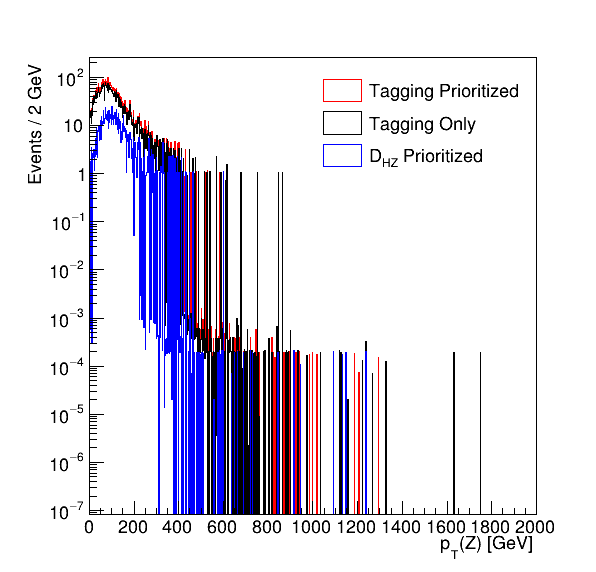 Events / 2 GeV
10²
10
1
10⁻¹
10⁻²
10⁻³
10⁻⁴
10⁻⁵
10⁻⁶
10⁻⁷
Tagging Prioritized
Tagging Only
D_HZ Prioritized
0 200 400 600 800 1000 1200 1400 1600 1800 2000
p_T(Z) [GeV]